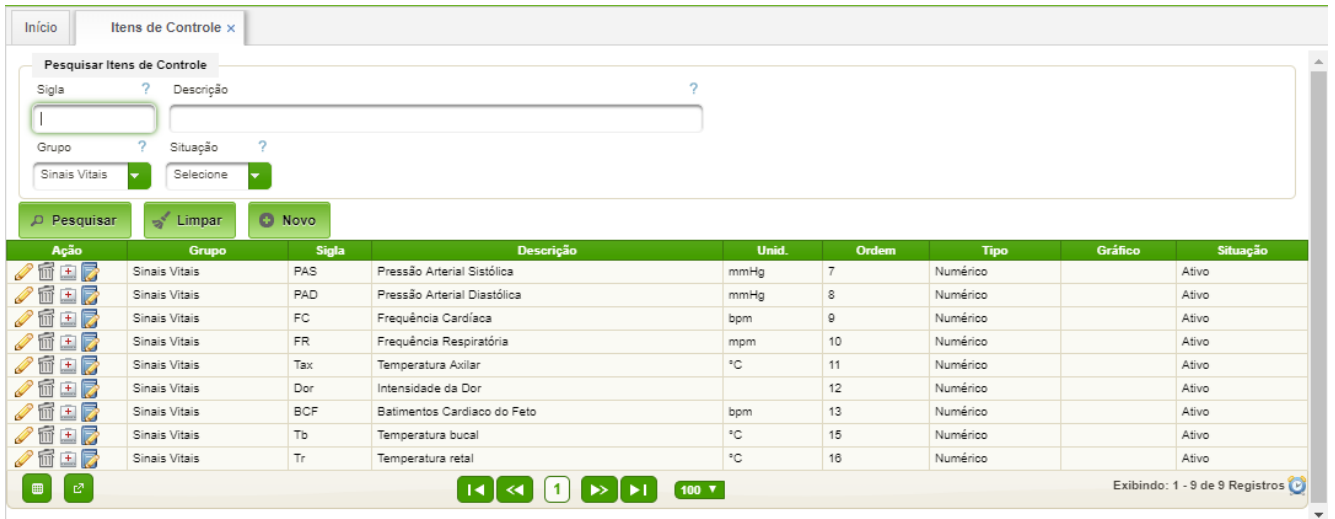 Início Itens de Controle ×
Pesquisar Itens de Controle
Sigla ? Descrição ?
Grupo ? Situação ?
Sinais Vitais Selecione
Pesquisar Limpar Novo
Ação Grupo Sigla Descrição Unid. Ordem Tipo Gráfico Situação
Sinais Vitais PAS Pressão Arterial Sistólica mmHg 7 Numérico Ativo
Sinais Vitais PAD Pressão Arterial Diastólica mmHg 8 Numérico Ativo
Sinais Vitais FC Frequência Cardíaca bpm 9 Numérico Ativo
Sinais Vitais FR Frequência Respiratória mpm 10 Numérico Ativo
Sinais Vitais Tax Temperatura Axilar °C 11 Numérico Ativo
Sinais Vitais Dor Intensidade da Dor 12 Numérico Ativo
Sinais Vitais BCF Batimentos Cardiaco do Feto bpm 13 Numérico Ativo
Sinais Vitais Tb Temperatura bucal °C 15 Numérico Ativo
Sinais Vitais Tr Temperatura retal °C 16 Numérico Ativo
1 100 Exibindo: 1 - 9 de 9 Registros